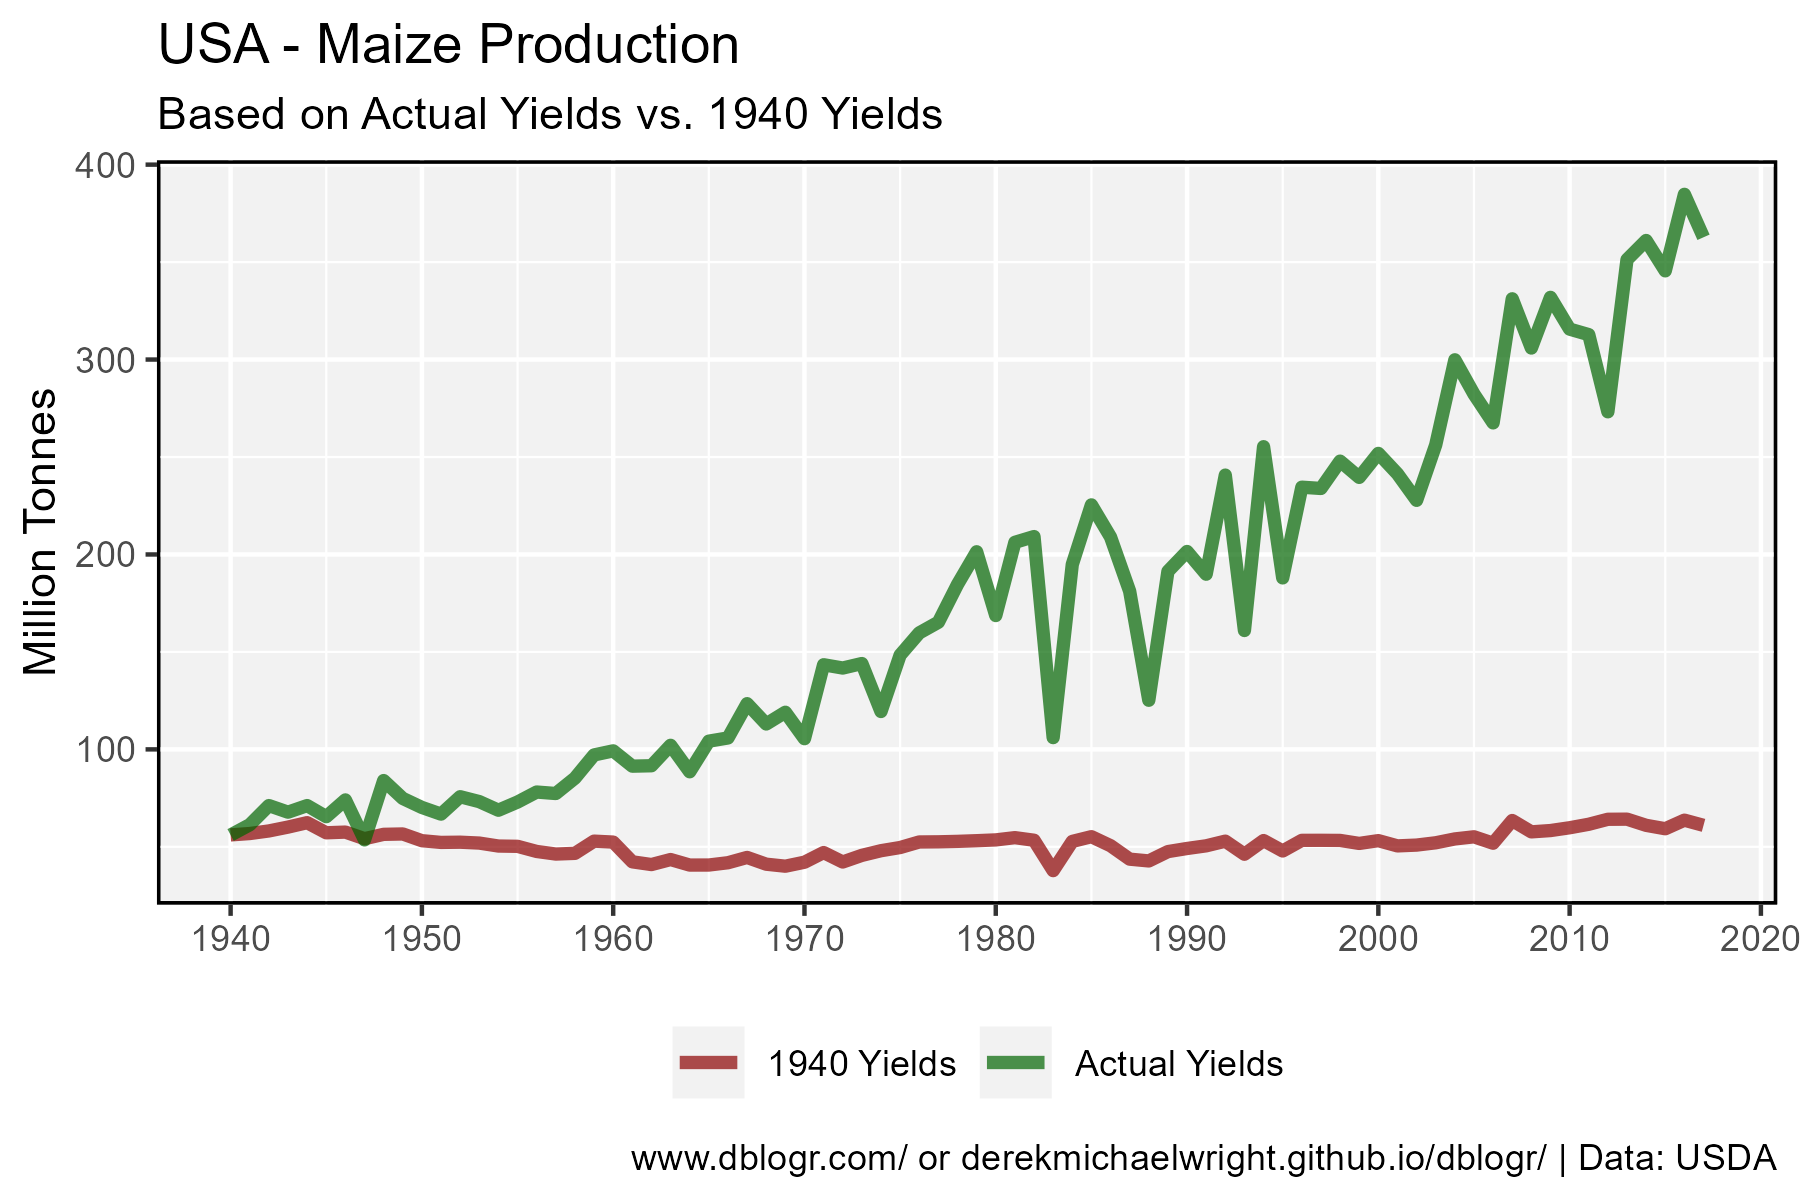 USA - Maize Production
Based on Actual Yields vs. 1940 Yields
400
300
200
100
Million Tonnes
1940 1950 1960 1970 1980 1990 2000 2010 2020
1940 Yields Actual Yields
www.dblogr.com/ or derekmichaelwright.github.io/dblogr/ | Data: USDA